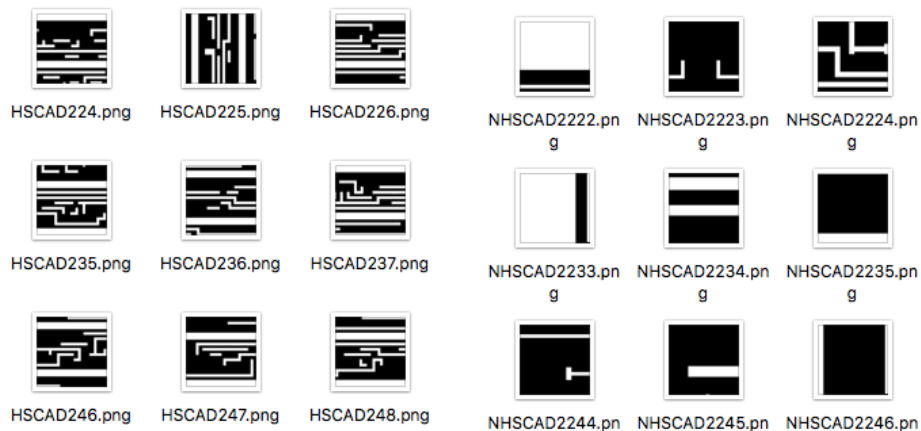 HSCAD224.png HSCAD225.png HSCAD226.png
NHSCAD2222.pn NHSCAD2223.pn NHSCAD2224.pn
g g g
HSCAD235.png HSCAD236.png HSCAD237.png
NHSCAD2233.pn NHSCAD2234.pn NHSCAD2235.pn
g g g
HSCAD246.png HSCAD247.png HSCAD248.png
NHSCAD2244.pn NHSCAD2245.pn NHSCAD2246.pn